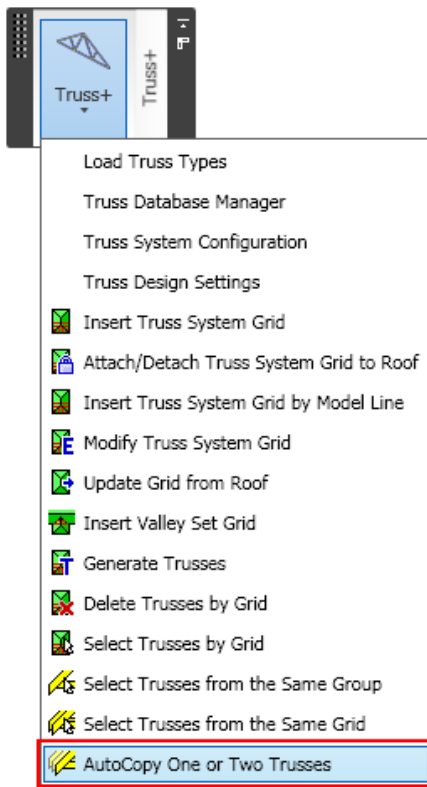 Truss+
Truss+
Load Truss Types
Truss Database Manager
Truss System Configuration
Truss Design Settings
Insert Truss System Grid
Attach/Detach Truss System Grid to Roof
Insert Truss System Grid by Model Line
Modify Truss System Grid
Update Grid from Roof
Insert Valley Set Grid
Generate Trusses
Delete Trusses by Grid
Select Trusses by Grid
Select Trusses from the Same Group
Select Trusses from the Same Grid
AutoCopy One or Two Trusses